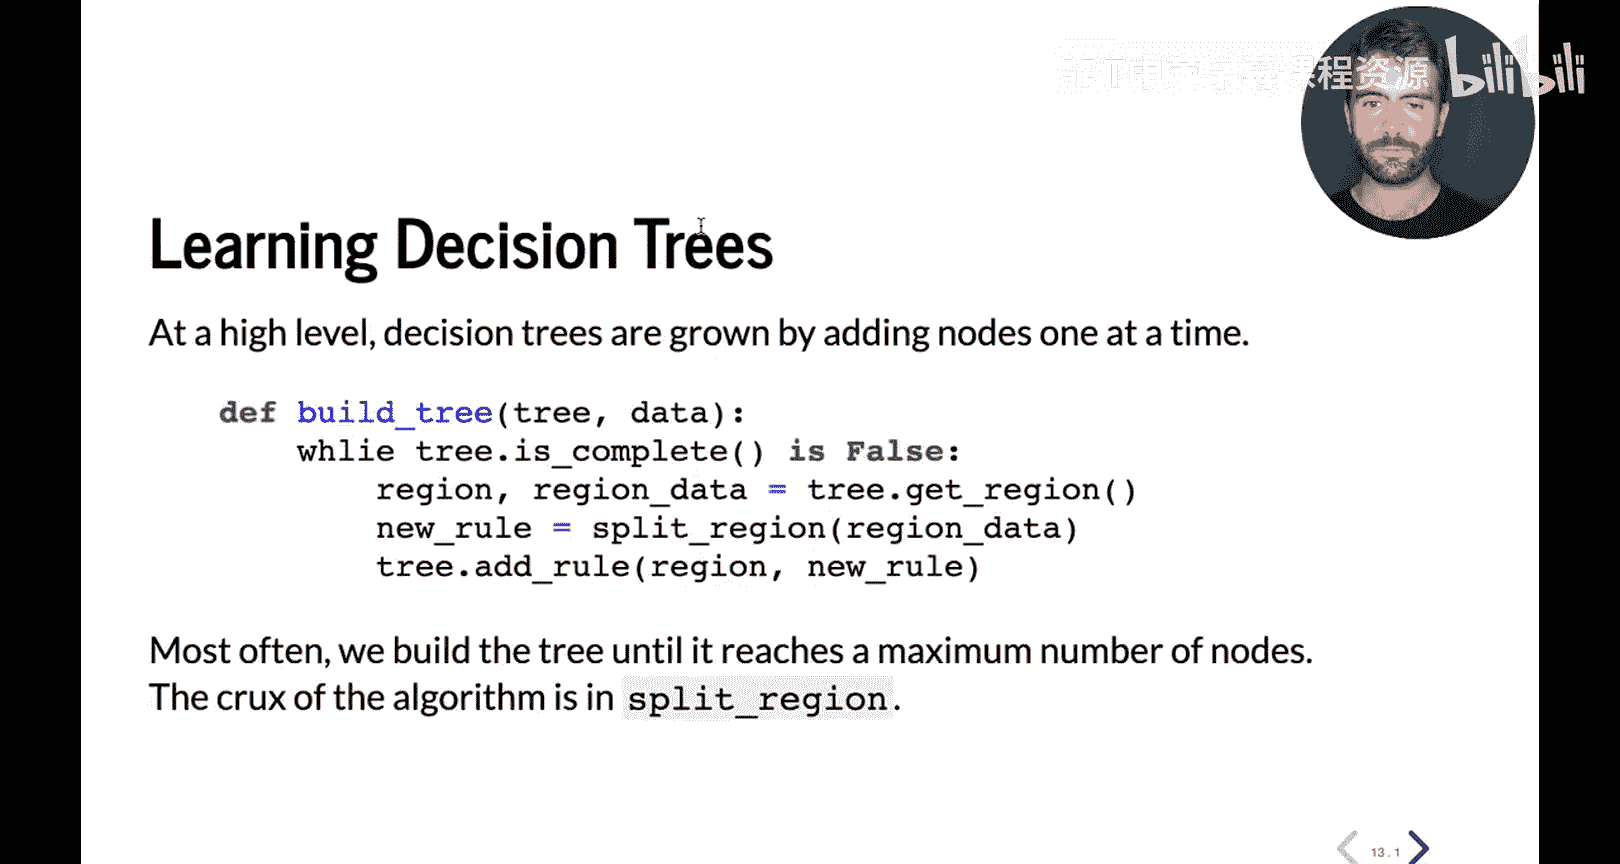 课程资源 bilibili
Learning Decision Trees
At a high level, decision trees are grown by adding nodes one at a time.
def build_tree(tree, data):
whlie tree.is_complete() is False:
region, region_data = tree.get_region()
new_rule = split_region(region_data)
tree.add_rule(region, new_rule)
Most often, we build the tree until it reaches a maximum number of nodes.
The crux of the algorithm is in split_region.
13.1